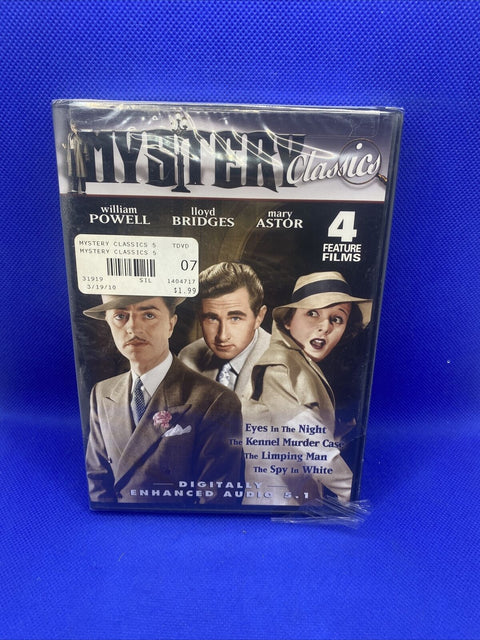 MYSTERY Classics
william POWELL
lloyd BRIDGES
mary ASTOR
4
FEATURE
FILMS
MYSTERY CLASSICS 5 TDVD
MYSTERY CLASSICS 5
07
31919 SIL 1404717
3/19/10 $1.99
Eyes In The Night
The Kennel Murder Case
The Limping Man
The Spy In White
DIGITALLY
ENHANCED AUDIO 5.1